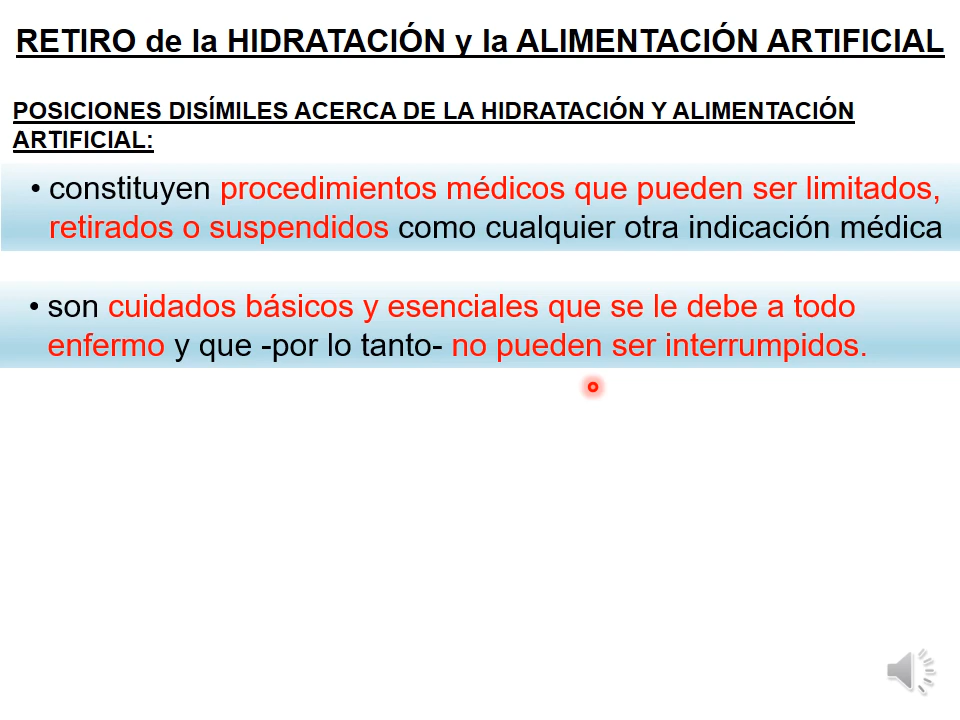 RETIRO de la HIDRATACIÓN y la ALIMENTACIÓN ARTIFICIAL
POSICIONES DISÍMILES ACERCA DE LA HIDRATACIÓN Y ALIMENTACIÓN
ARTIFICIAL:
• constituyen procedimientos médicos que pueden ser limitados,
retirados o suspendidos como cualquier otra indicación médica
• son cuidados básicos y esenciales que se le debe a todo
enfermo y que -por lo tanto- no pueden ser interrumpidos.